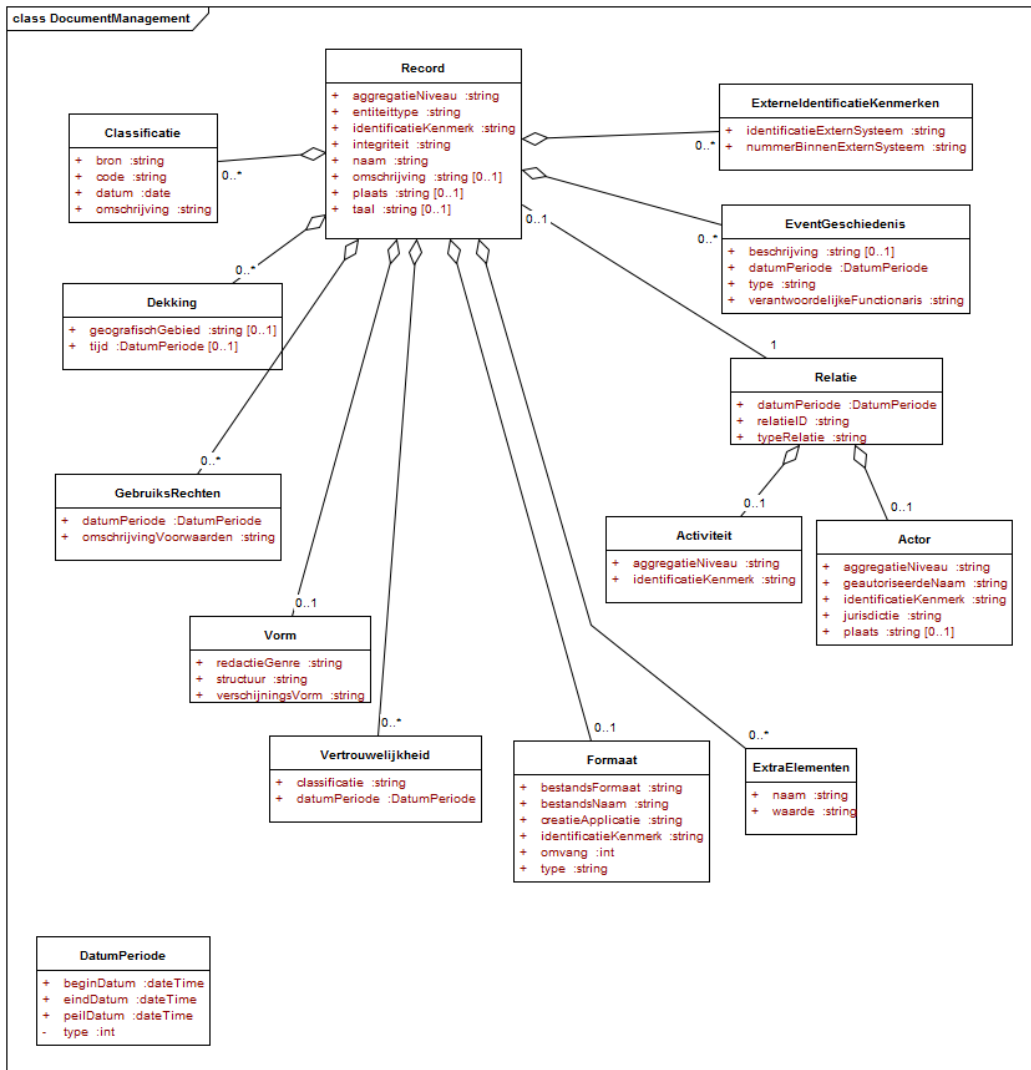 class DocumentManagement
Record
+ aggregatieNiveau :string
+ entiteittype :string
+ identificatieKenmerk :string
+ integriteit :string
+ naam :string
+ omschrijving :string [0..1]
+ plaats :string [0..1]
+ taal :string [0..1]
ExterneIdentificatieKenmerken
+ identificatieExternSysteem :string
+ nummerBinnenExternSysteem :string
0..*
Classificatie
+ bron :string
+ code :string
+ datum :date
+ omschrijving :string
0..*
EventGeschiedenis
+ beschrijving :string [0..1]
+ datumPeriode :DatumPeriode
+ type :string
+ verantwoordelijkeFunctionaris :string
0..*
0..1
1
Dekking
+ geografischGebied :string [0..1]
+ tijd :DatumPeriode [0..1]
0..*
Relatie
+ datumPeriode :DatumPeriode
+ relatieID :string
+ typeRelatie :string
0..*
GebruiksRechten
+ datumPeriode :DatumPeriode
+ omschrijvingVoorwaarden :string
0..1
Activiteit
+ aggregatieNiveau :string
+ identificatieKenmerk :string
0..1
Actor
+ aggregatieNiveau :string
+ geautoriseerdeNaam :string
+ identificatieKenmerk :string
+ jurisdictie :string
+ plaats :string [0..1]
0..1
Vorm
+ redactieGenre :string
+ structuur :string
+ verschijningsVorm :string
0..*
Vertrouwelijkheid
+ classificatie :string
+ datumPeriode :DatumPeriode
0..1
Formaat
+ bestandsFormaat :string
+ bestandsNaam :string
+ creatieApplicatie :string
+ identificatieKenmerk :string
+ omvang :int
+ type :string
0..*
ExtraElementen
+ naam :string
+ waarde :string
DatumPeriode
+ beginDatum :dateTime
+ eindDatum :dateTime
+ peilDatum :dateTime
- type :int